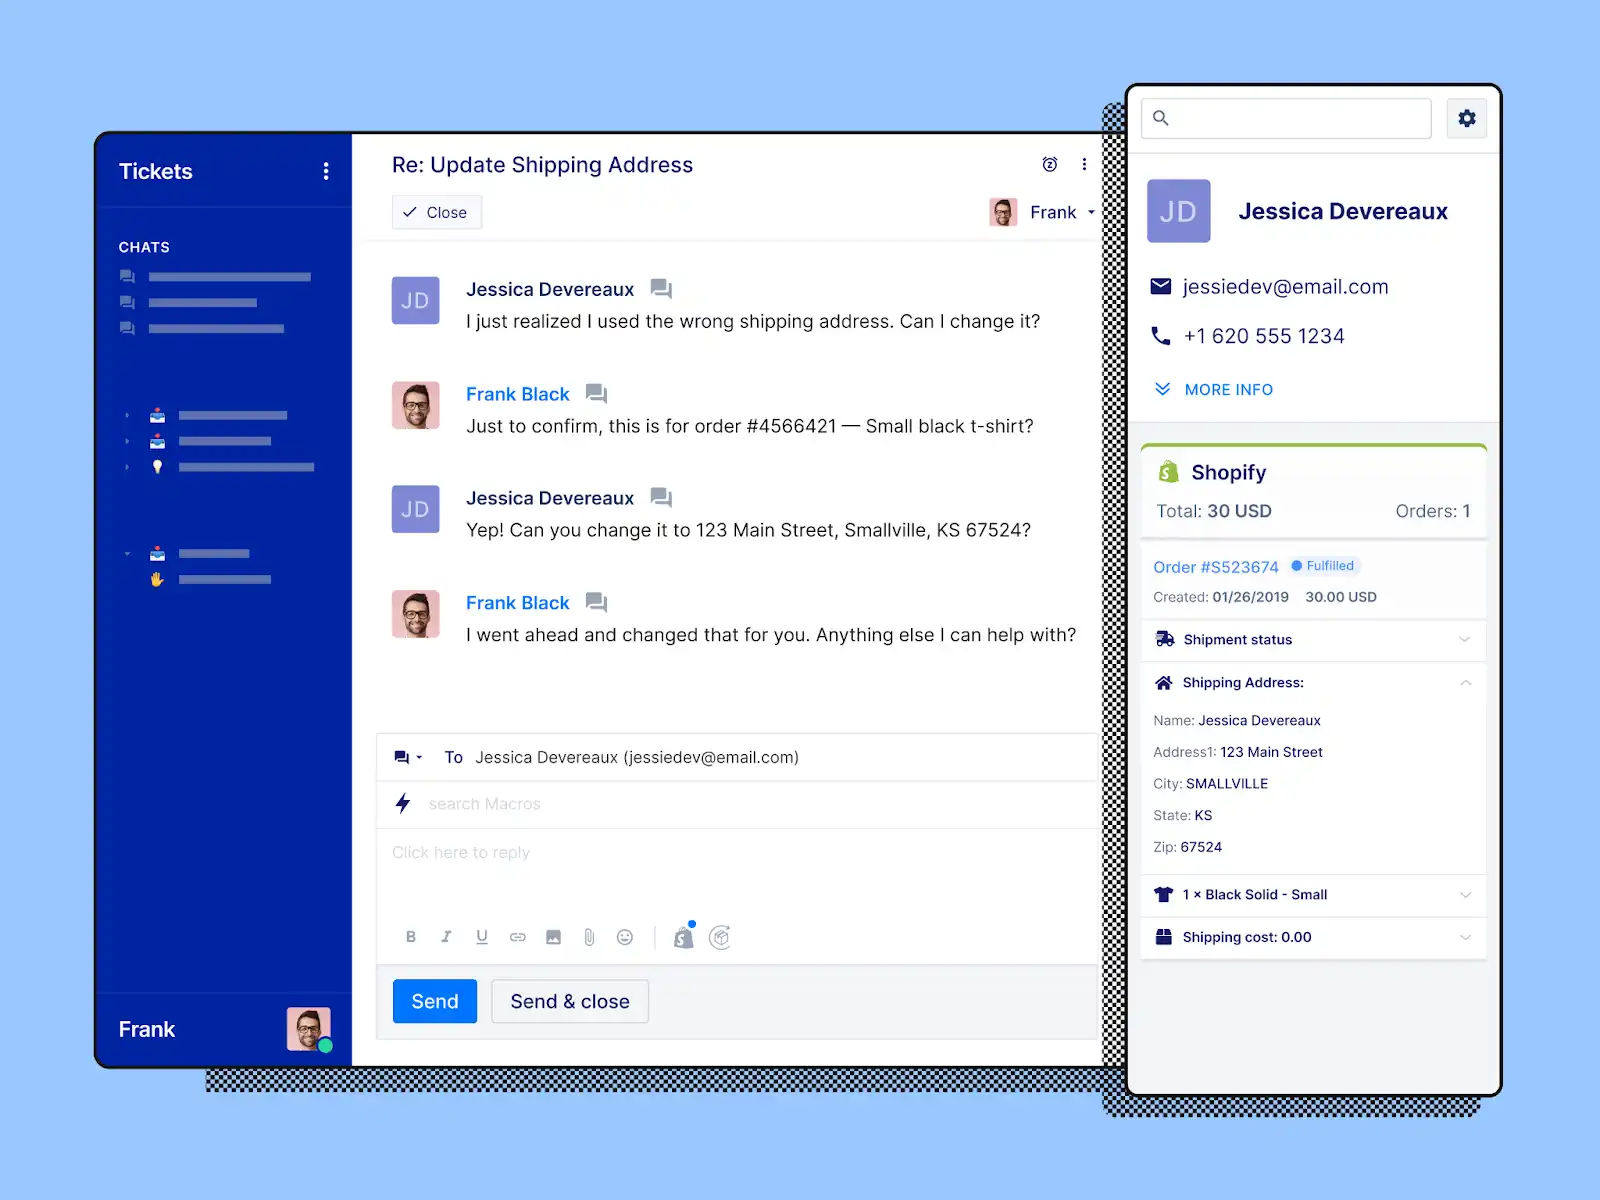 Tickets
CHATS
Frank
Re: Update Shipping Address
Close
Frank
JD
Jessica Devereaux
I just realized I used the wrong shipping address. Can I change it?
Frank Black
Just to confirm, this is for order #4566421 — Small black t-shirt?
JD
Jessica Devereaux
Yep! Can you change it to 123 Main Street, Smallville, KS 67524?
Frank Black
I went ahead and changed that for you. Anything else I can help with?
To Jessica Devereaux (jessiedev@email.com)
search Macros
Click here to reply
B I U
Send
Send & close
JD
Jessica Devereaux
jessiedev@email.com
+1 620 555 1234
MORE INFO
Shopify
Total: 30 USD Orders: 1
Order #S523674 Fulfilled
Created: 01/26/2019 30.00 USD
Shipment status
Shipping Address:
Name: Jessica Devereaux
Address1: 123 Main Street
City: SMALLVILLE
State: KS
Zip: 67524
1 × Black Solid - Small
Shipping cost: 0.00